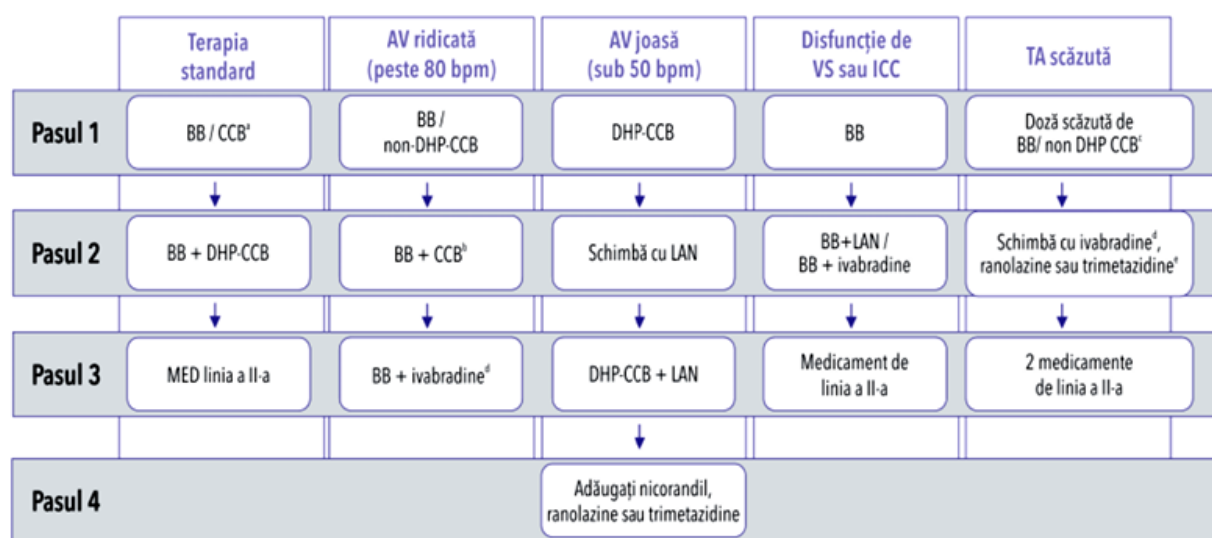 Terapia
standard
AV ridicată
(peste 80 bpm)
AV joasă
(sub 50 bpm)
Disfuncție de
VS sau ICC
TA scăzută
Pasul 1
BB / CCBᵃ
BB /
non-DHP-CCB
DHP-CCB
BB
Doză scăzută de
BB/ non DHP CCBᶜ
Pasul 2
BB + DHP-CCB
BB + CCBᵇ
Schimbă cu LAN
BB+LAN /
BB + ivabradine
Schimbă cu ivabradineᵈ,
ranolazine sau trimetazidineᵉ
Pasul 3
MED linia a II-a
BB + ivabradineᵈ
DHP-CCB + LAN
Medicament de
linia a II-a
2 medicamente
de linia a II-a
Pasul 4
Adăugați nicorandil,
ranolazine sau trimetazidine